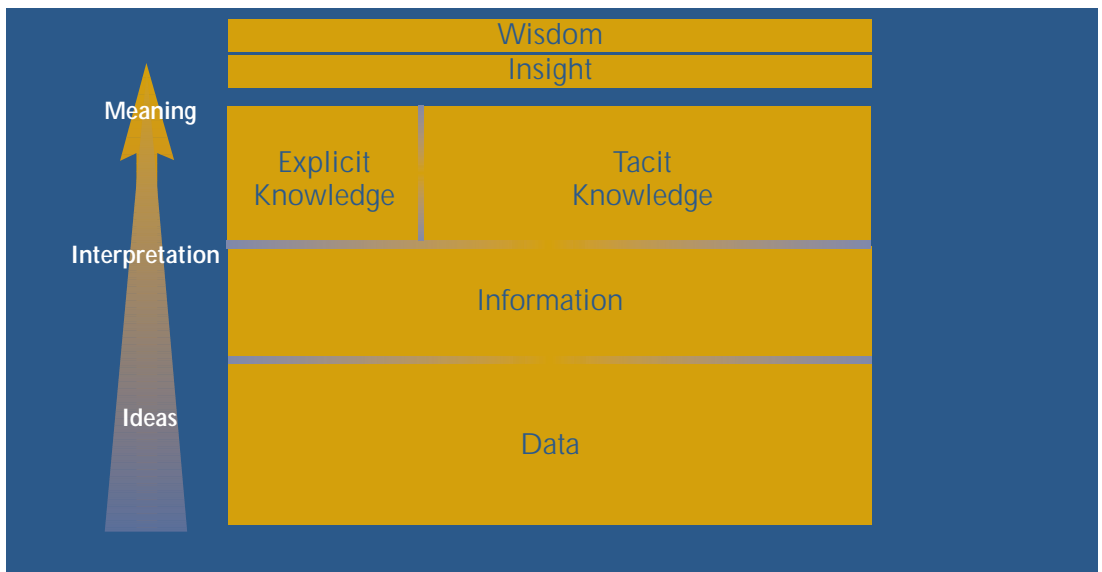 Wisdom
Insight
Meaning
Explicit
Knowledge
Tacit
Knowledge
Interpretation
Information
Ideas
Data